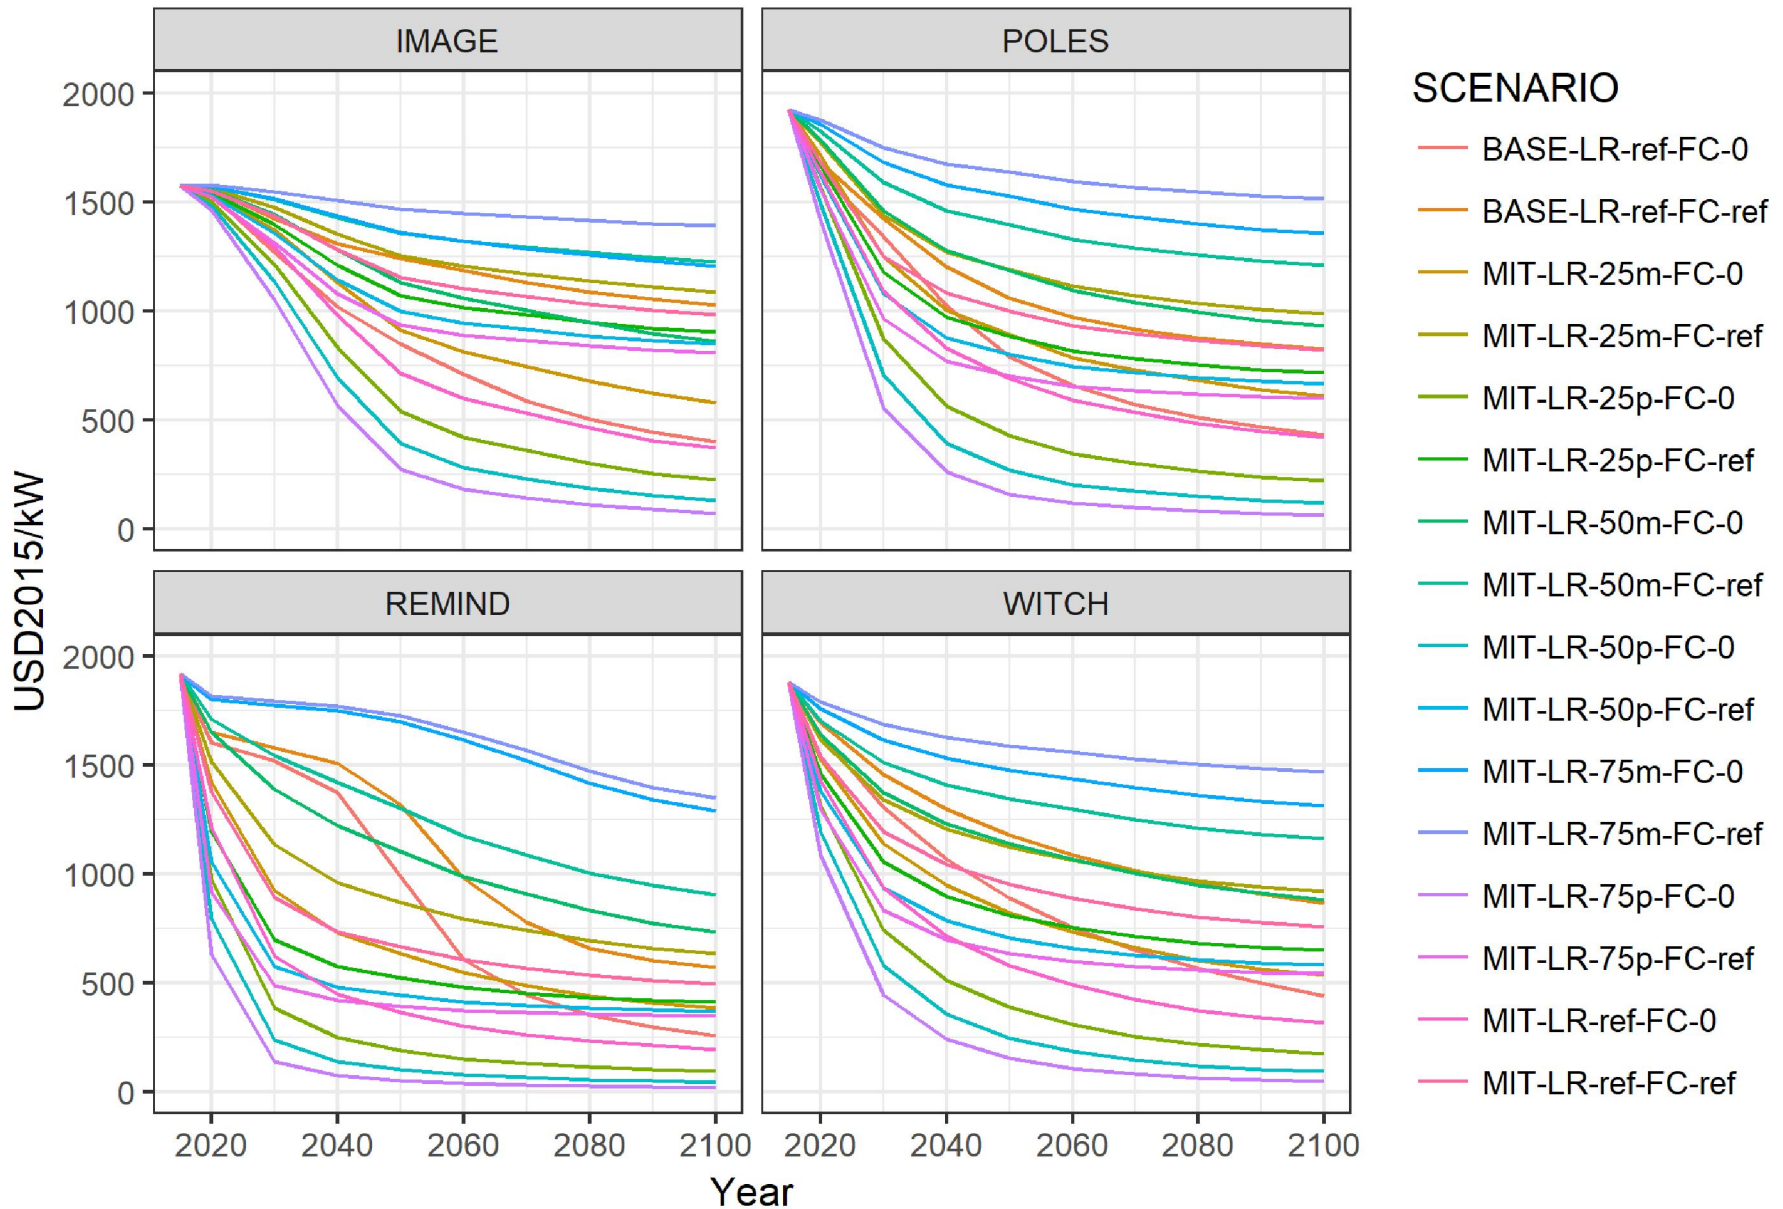 IMAGE
POLES
2000
1500
1000
500
0
REMIND
WITCH
2000
1500
1000
500
0
2020 2040 2060 2080 2100
2020 2040 2060 2080 2100
Year
USD2015/kW
SCENARIO
BASE-LR-ref-FC-0
BASE-LR-ref-FC-ref
MIT-LR-25m-FC-0
MIT-LR-25m-FC-ref
MIT-LR-25p-FC-0
MIT-LR-25p-FC-ref
MIT-LR-50m-FC-0
MIT-LR-50m-FC-ref
MIT-LR-50p-FC-0
MIT-LR-50p-FC-ref
MIT-LR-75m-FC-0
MIT-LR-75m-FC-ref
MIT-LR-75p-FC-0
MIT-LR-75p-FC-ref
MIT-LR-ref-FC-0
MIT-LR-ref-FC-ref